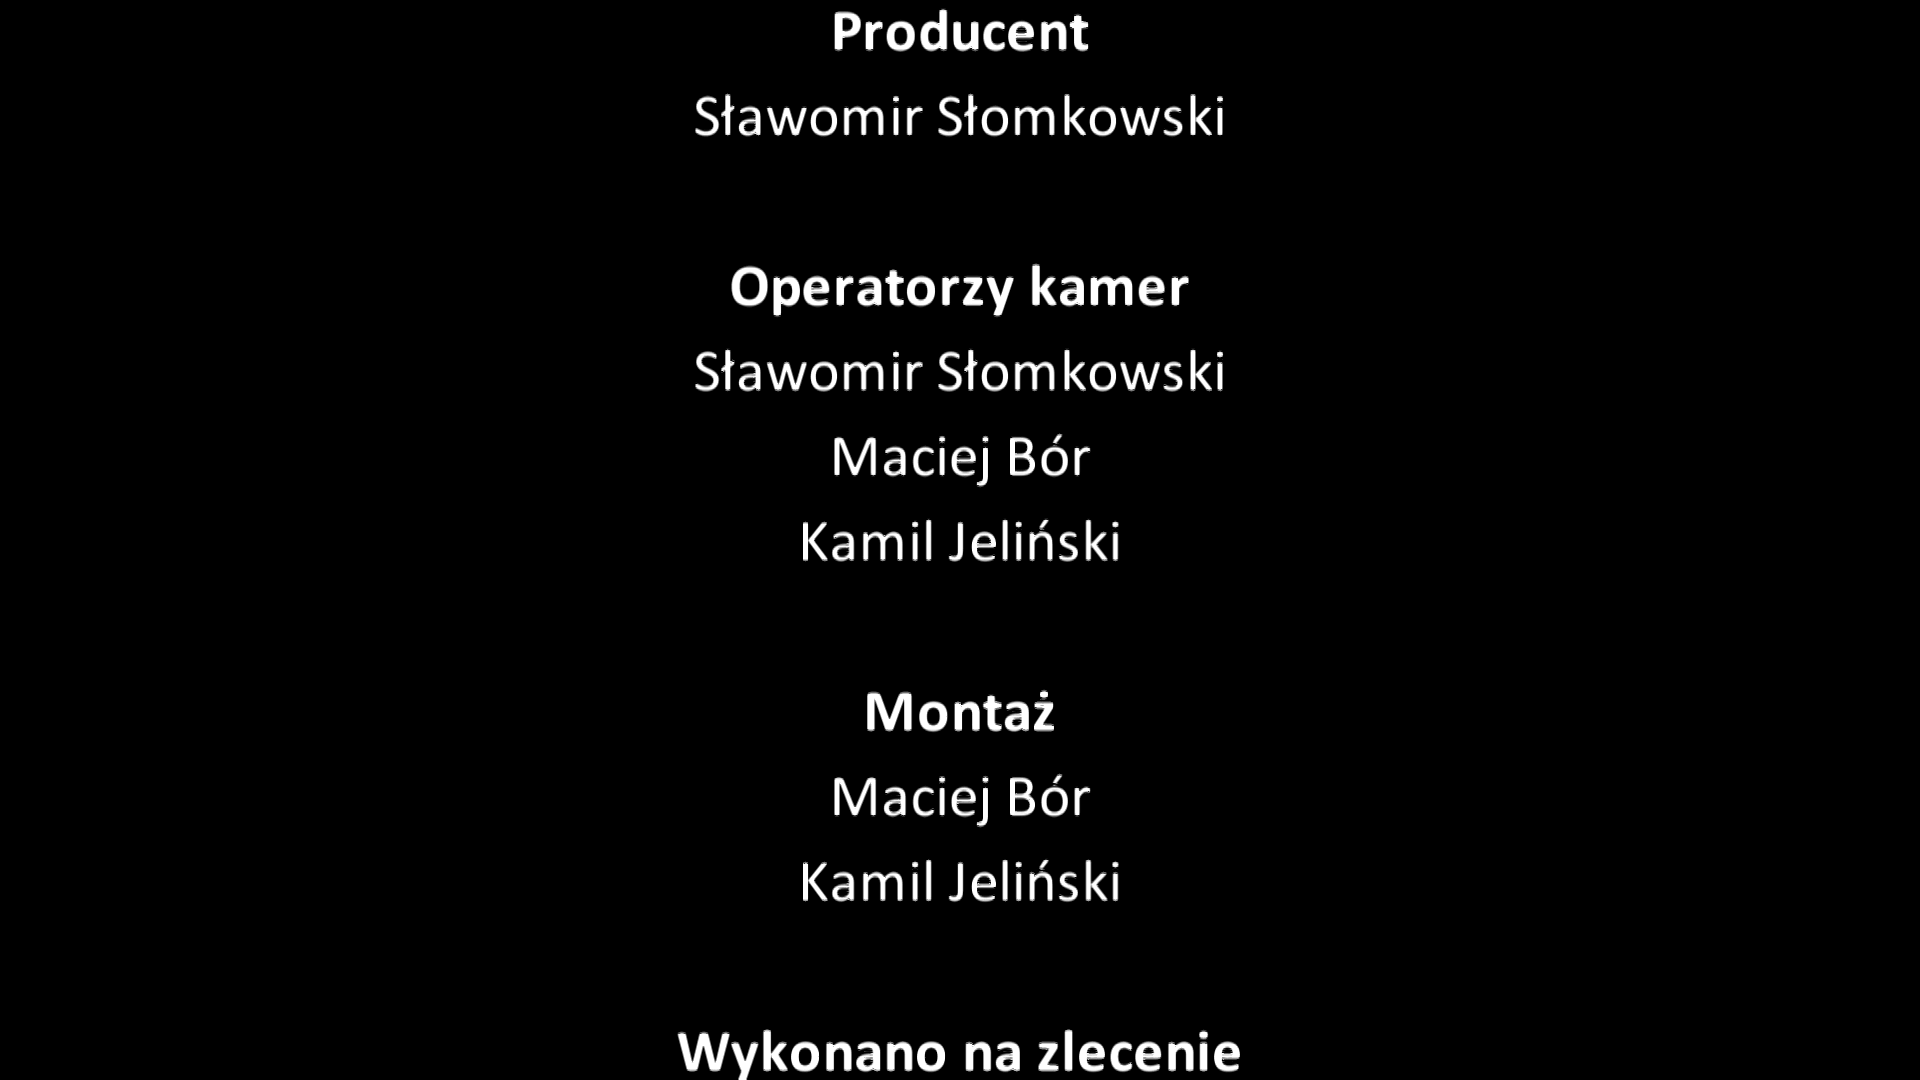 Producent
Sławomir Słomkowski
Operatorzy kamer
Sławomir Słomkowski
Maciej Bór
Kamil Jeliński
Montaż
Maciej Bór
Kamil Jeliński
Wykonano na zlecenie